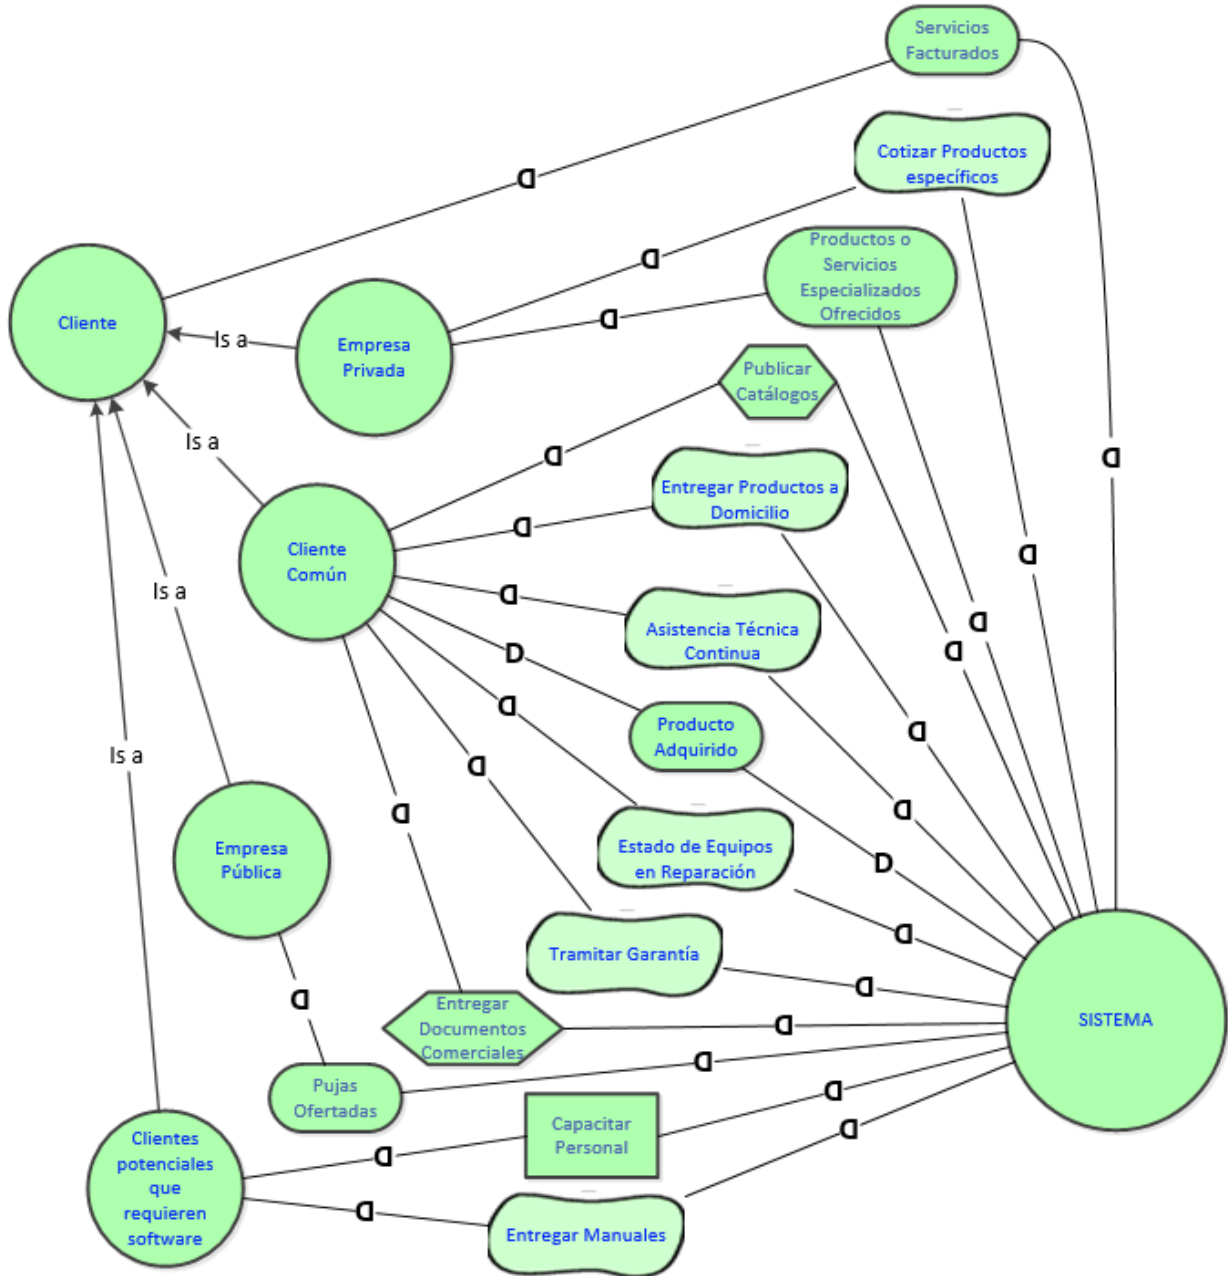 Servicios
Facturados
Cotizar Productos
específicos
D
Productos o
Servicios
Especializados
Ofrecidos
D
D
Cliente
Is a
Empresa
Privada
Publicar
Catálogos
Is a
D
D
Entregar Productos a
Domicilio
D
D
Cliente
Común
Is a
D
Asistencia Técnica
Continua
D
D
D
D
Producto
Adquirido
D
Is a
D
D
D
Empresa
Pública
Estado de Equipos
en Reparación
D
D
Tramitar Garantía
D
D
Entregar
Documentos
Comerciales
D
SISTEMA
D
Pujas
Ofertadas
D
Capacitar
Personal
D
Clientes
potenciales
que
requieren
software
D
D
Entregar Manuales